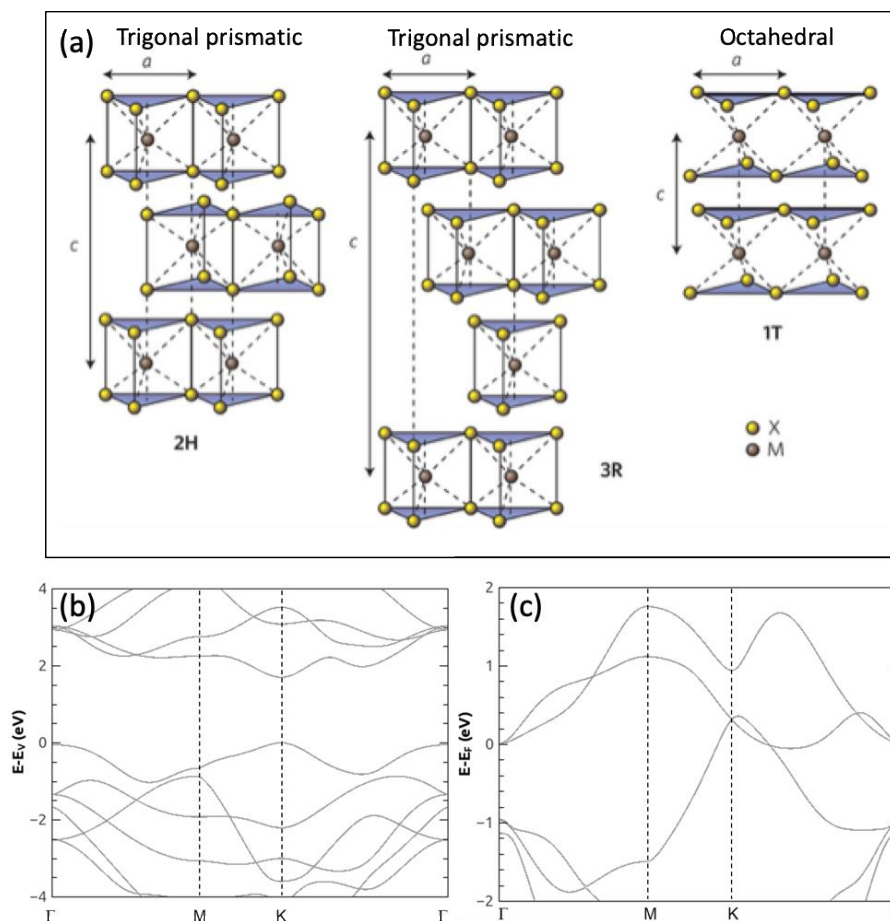 (a) Trigonal prismatic Trigonal prismatic Octahedral
a a a
c c c
1T
X
M
2H
3R
(b) (c)
4 2
2 1
0 0
−2 −1
−4 −2
E-Eᵥ (eV) E-E_F (eV)
Γ M K Γ Γ M K